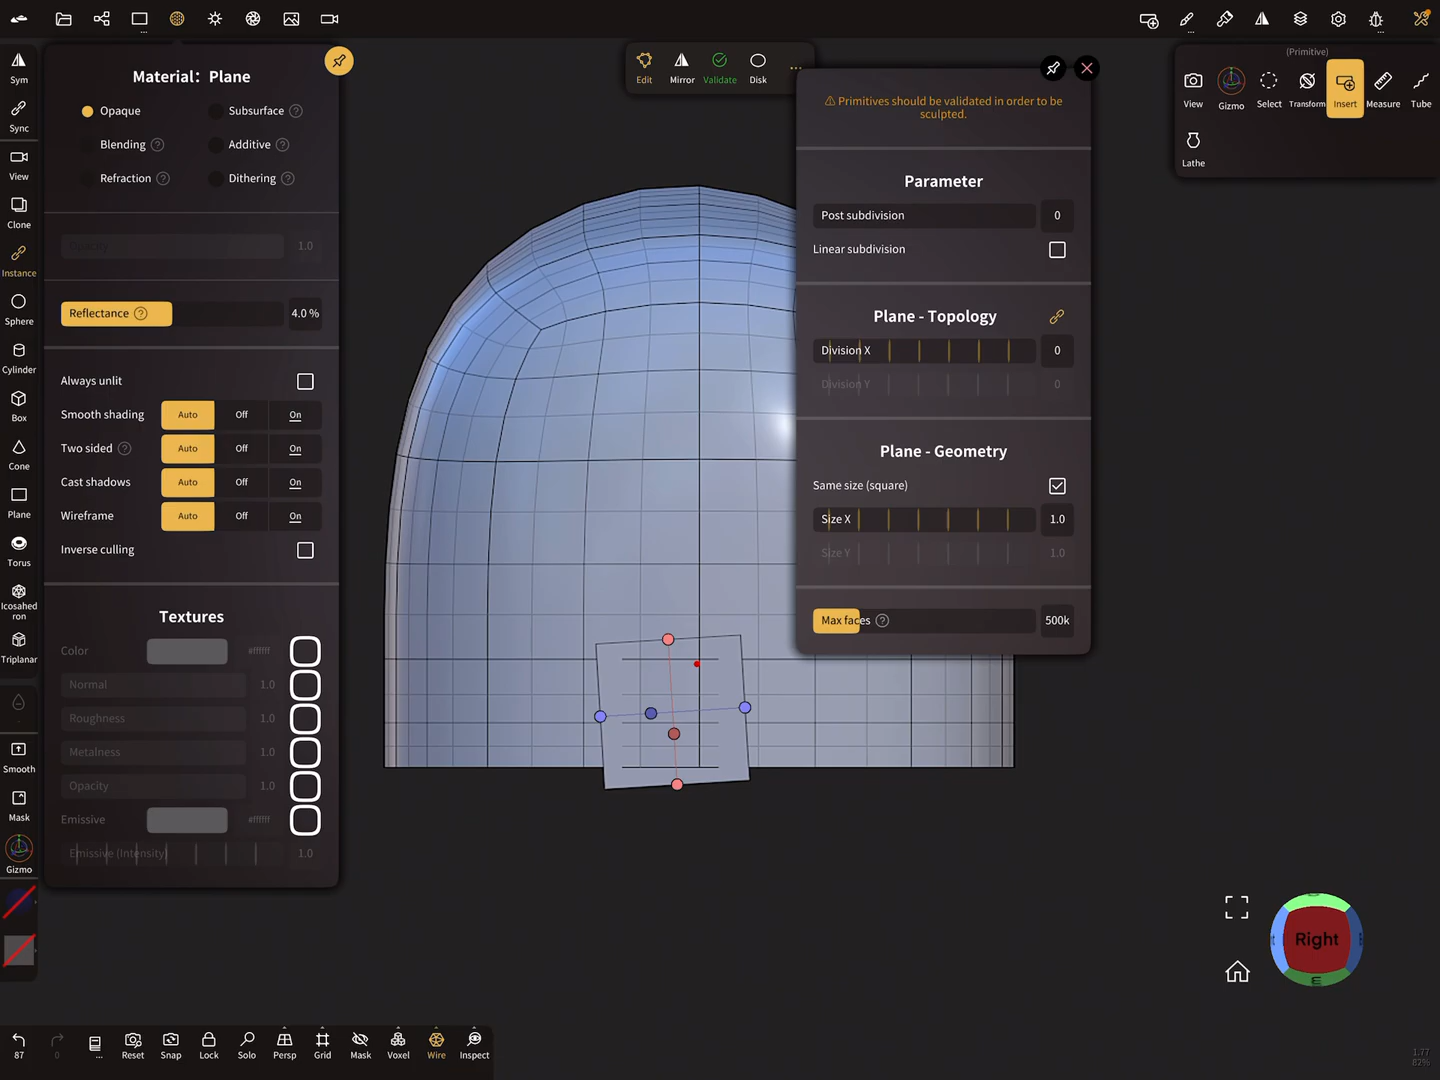 Material: Plane
Opaque
Subsurface ?
Blending ?
Additive ?
Refraction ?
Dithering ?
Opacity 1.0
Reflectance ? 4.0 %
Always unlit
Smooth shading Auto Off On
Two sided ? Auto Off On
Cast shadows Auto Off On
Wireframe Auto Off On
Inverse culling
Textures
Color #ffffff
Normal 1.0
Roughness 1.0
Metalness 1.0
Opacity 1.0
Emissive #ffffff
Emissive (Intensity) 1.0
Sym
Sync
View
Clone
Instance
Sphere
Cylinder
Box
Cone
Plane
Torus
Icosahed
ron
Triplanar
Smooth
Mask
Gizmo
Edit Mirror Validate Disk ...
⚠ Primitives should be validated in order to be
sculpted.
Parameter
Post subdivision 0
Linear subdivision
Plane - Topology
Division X 0
Division Y 0
Plane - Geometry
Same size (square)
Size X 1.0
Size Y 1.0
Max faces ? 500k
(Primitive)
View Gizmo Select Transform Insert Measure Tube
Lathe
Right
87 0 ... Reset Snap Lock Solo Persp Grid Mask Voxel Wire Inspect
1.77
82%